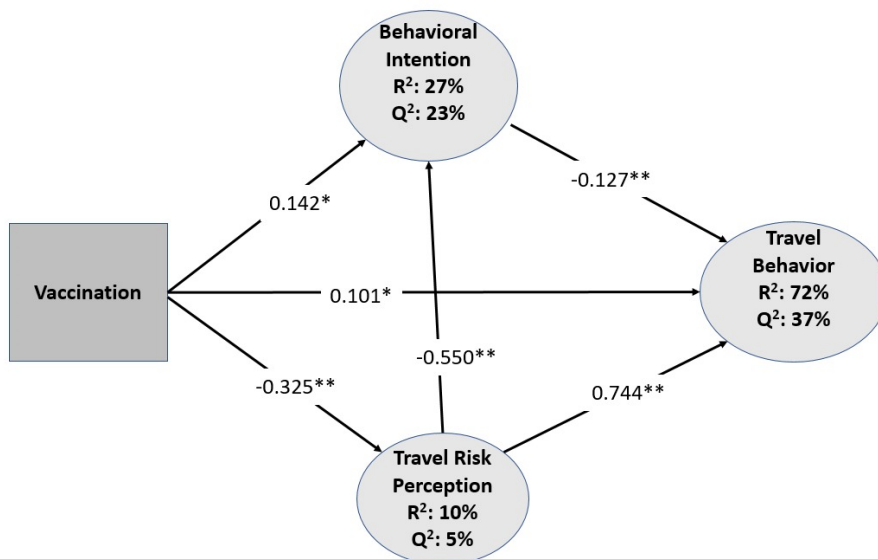 Behavioral
Intention
R²: 27%
Q²: 23%
-0.127**
0.142*
Travel
Behavior
R²: 72%
Q²: 37%
Vaccination
0.101*
-0.550**
-0.325**
0.744**
Travel Risk
Perception
R²: 10%
Q²: 5%